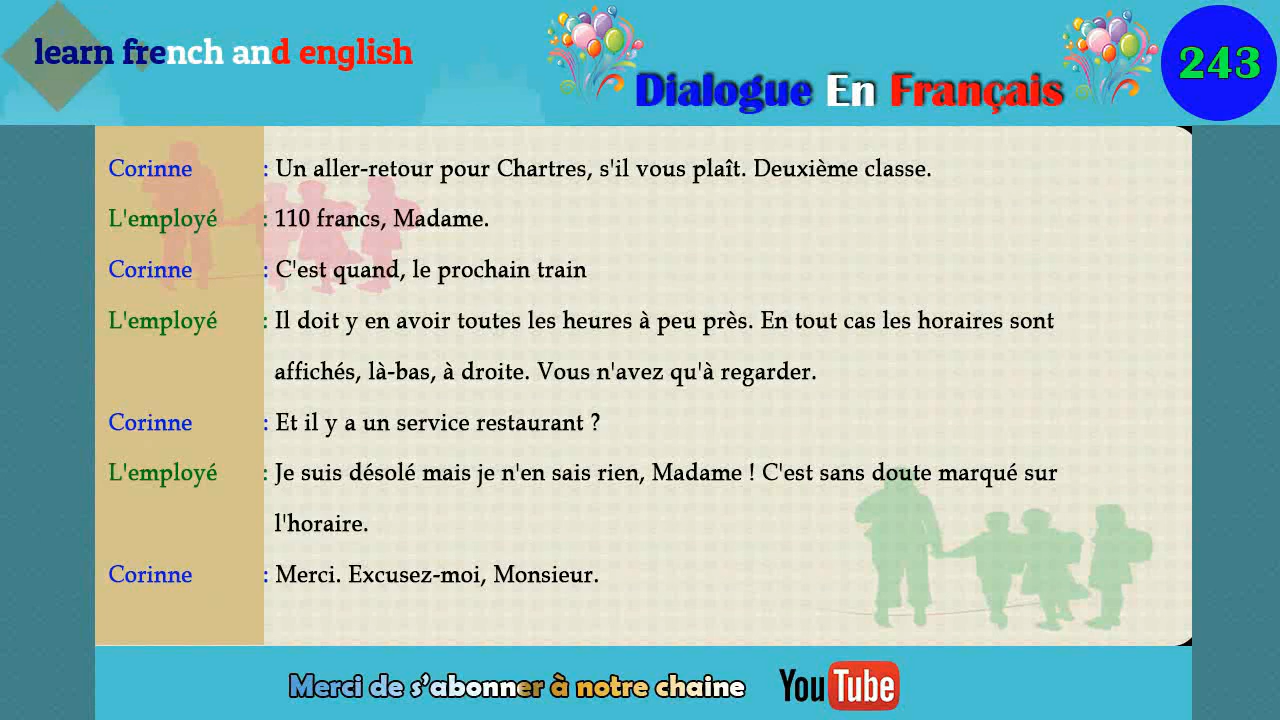 learn french and english
Dialogue En Français
243
Corinne : Un aller-retour pour Chartres, s'il vous plaît. Deuxième classe.
L'employé : 110 francs, Madame.
Corinne : C'est quand, le prochain train
L'employé : Il doit y en avoir toutes les heures à peu près. En tout cas les horaires sont
affichés, là-bas, à droite. Vous n'avez qu'à regarder.
Corinne : Et il y a un service restaurant ?
L'employé : Je suis désolé mais je n'en sais rien, Madame ! C'est sans doute marqué sur
l'horaire.
Corinne : Merci. Excusez-moi, Monsieur.
Merci de s'abonner à notre chaine
YouTube